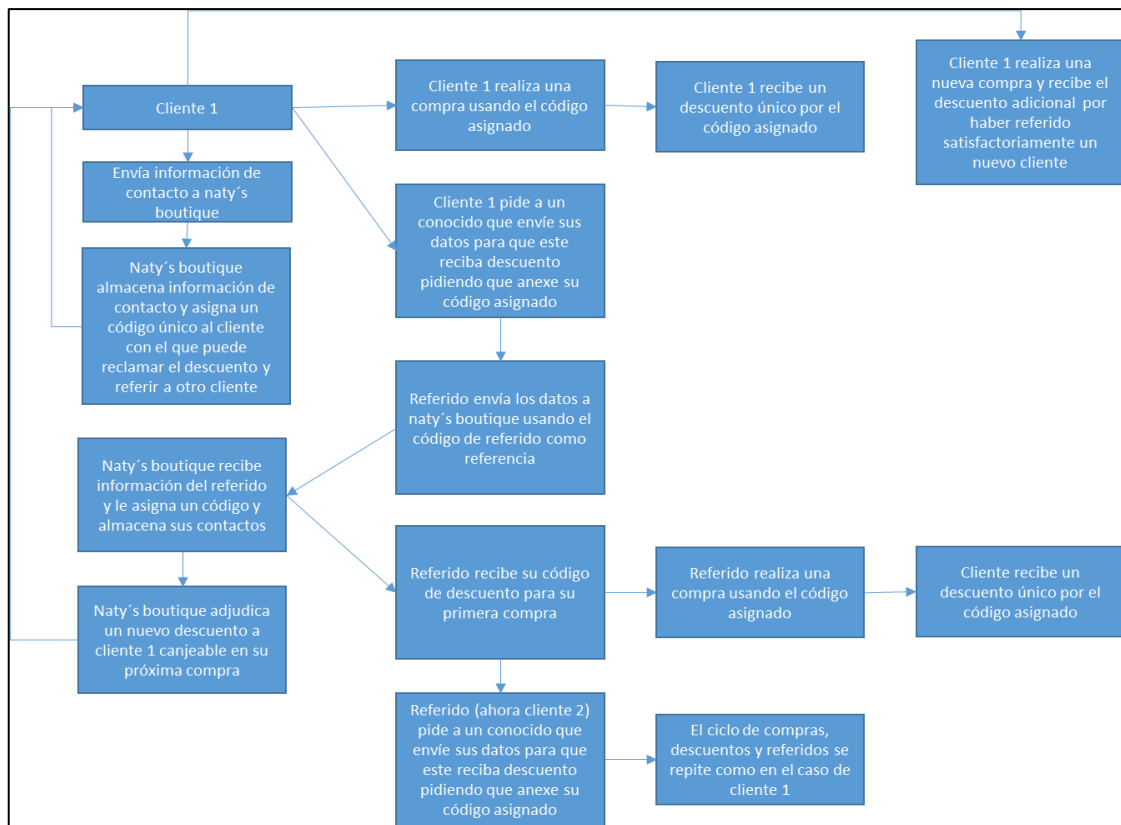 Cliente 1
Envía información de
contacto a naty´s
boutique
Naty´s boutique
almacena información de
contacto y asigna un
código único al cliente
con el que puede
reclamar el descuento y
referir a otro cliente
Cliente 1 realiza una
compra usando el código
asignado
Cliente 1 recibe un
descuento único por el
código asignado
Cliente 1 realiza una
nueva compra y recibe el
descuento adicional por
haber referido
satisfactoriamente un
nuevo cliente
Cliente 1 pide a un
conocido que envíe sus
datos para que este
reciba descuento
pidiendo que anexe su
código asignado
Referido envía los datos a
naty´s boutique usando el
código de referido como
referencia
Naty´s boutique recibe
información del referido
y le asigna un código y
almacena sus contactos
Naty´s boutique adjudica
un nuevo descuento a
cliente 1 canjeable en su
próxima compra
Referido recibe su código
de descuento para su
primera compra
Referido realiza una
compra usando el código
asignado
Cliente recibe un
descuento único por el
código asignado
Referido (ahora cliente 2)
pide a un conocido que
envíe sus datos para que
este reciba descuento
pidiendo que anexe su
código asignado
El ciclo de compras,
descuentos y referidos se
repite como en el caso de
cliente 1